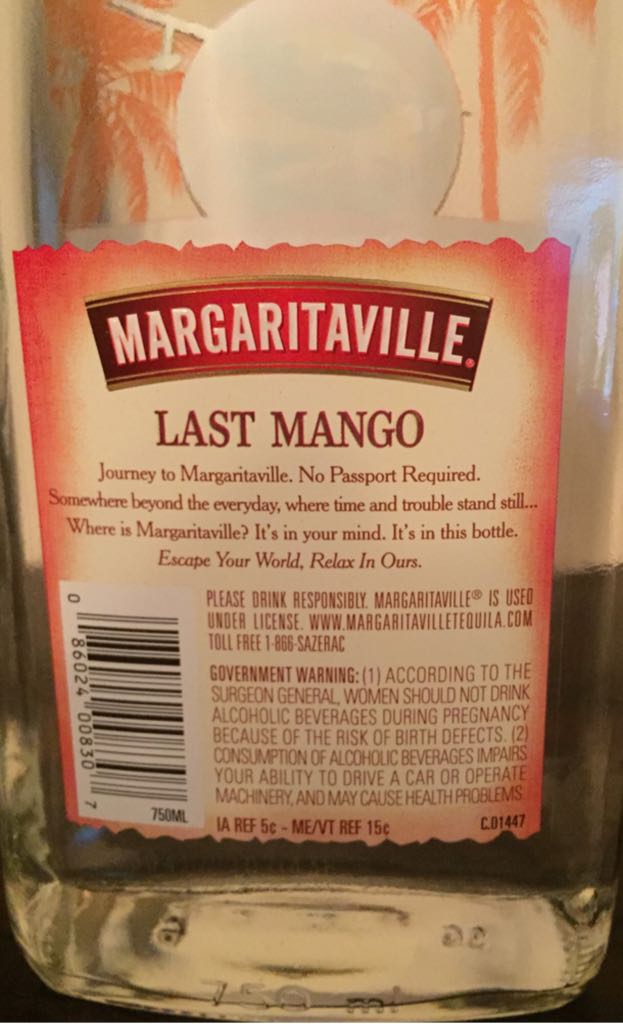 MARGARITAVILLE®
LAST MANGO
Journey to Margaritaville. No Passport Required.
Somewhere beyond the everyday, where time and trouble stand still...
Where is Margaritaville? It's in your mind. It's in this bottle.
Escape Your World, Relax In Ours.
PLEASE DRINK RESPONSIBLY. MARGARITAVILLE® IS USED
UNDER LICENSE. WWW.MARGARITAVILLETEQUILA.COM
TOLL FREE 1-866-SAZERAC
GOVERNMENT WARNING: (1) ACCORDING TO THE
SURGEON GENERAL, WOMEN SHOULD NOT DRINK
ALCOHOLIC BEVERAGES DURING PREGNANCY
BECAUSE OF THE RISK OF BIRTH DEFECTS. (2)
CONSUMPTION OF ALCOHOLIC BEVERAGES IMPAIRS
YOUR ABILITY TO DRIVE A CAR OR OPERATE
MACHINERY, AND MAY CAUSE HEALTH PROBLEMS.
0 86024 00830 7
750ML
IA REF 5¢ - ME/VT REF 15¢
C.01447
750 ml